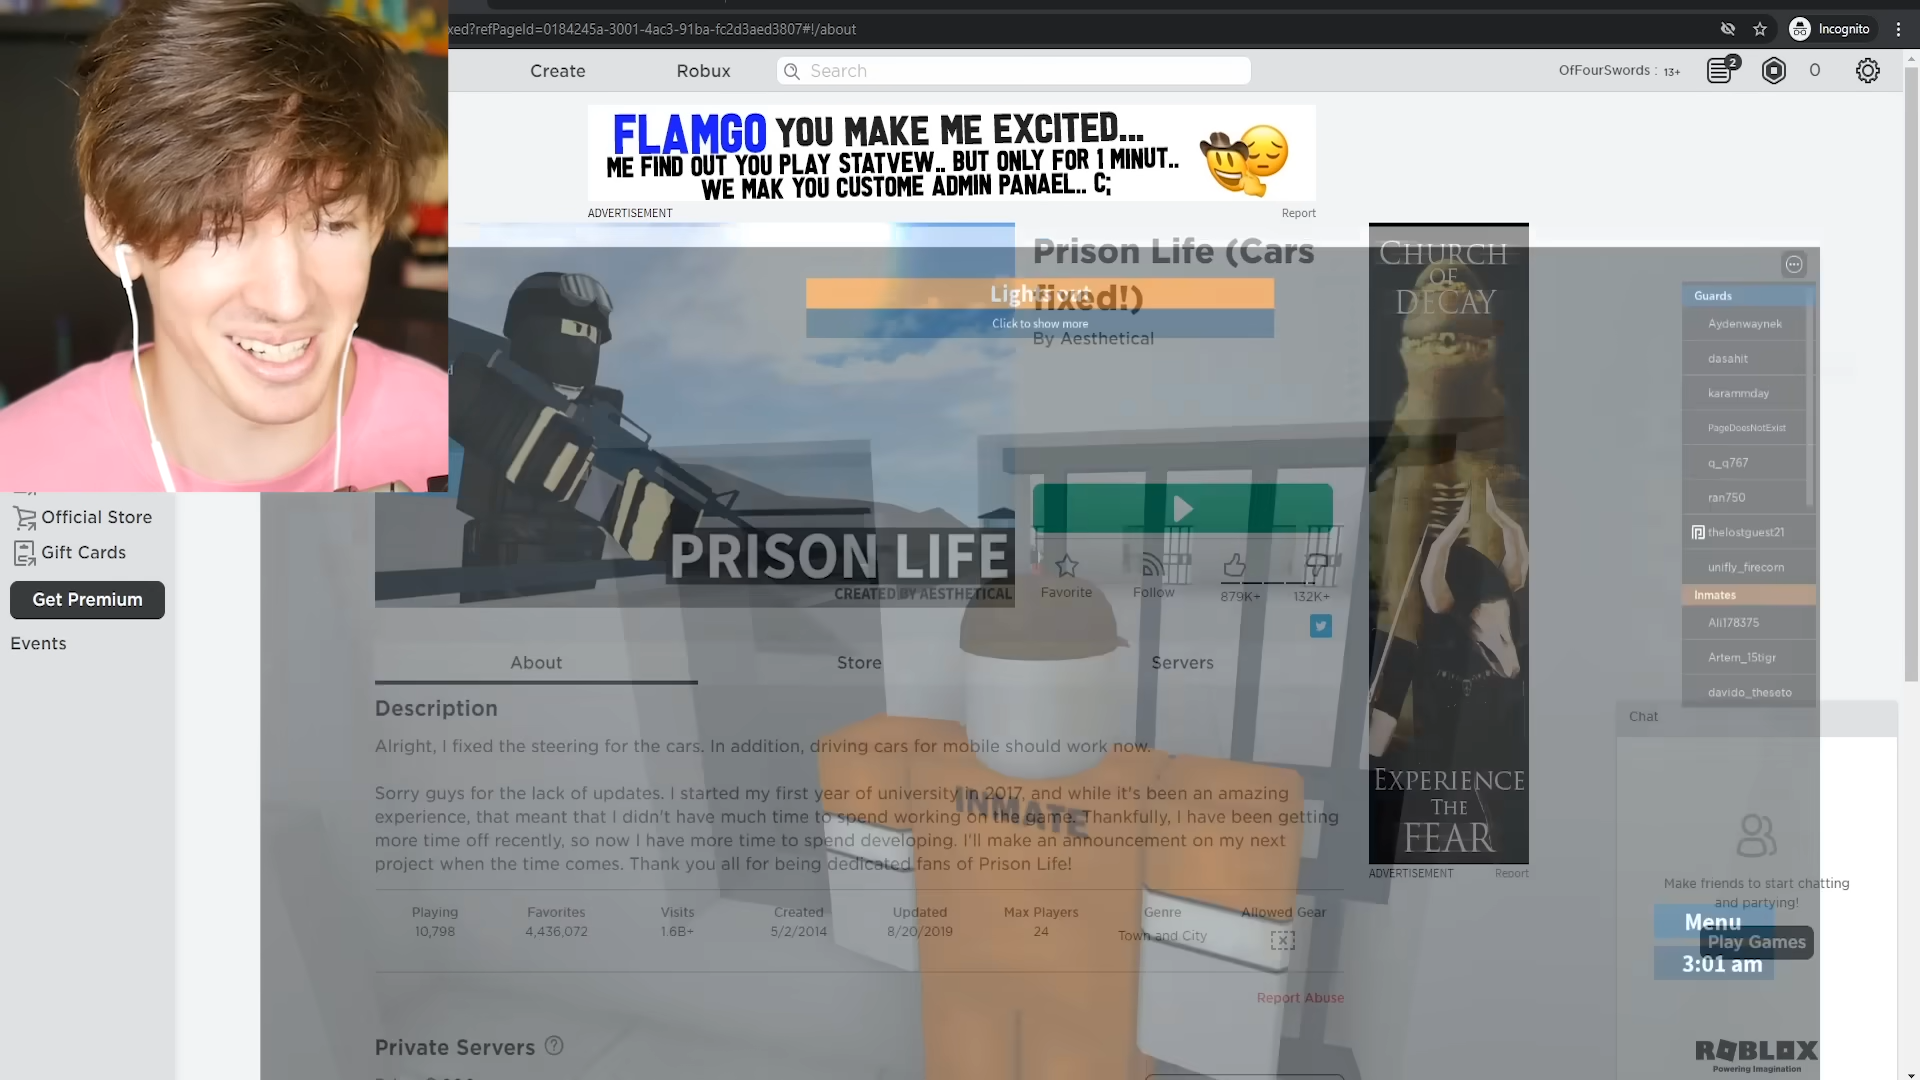 xed?refPageId=0184245a-3001-4ac3-91ba-fc2d3aed3807#!/about
Incognito
Create
Robux
Search
OfFourSwords : 13+
2
0
FLAMGO YOU MAKE ME EXCITED...
ME FIND OUT YOU PLAY STATVEW.. BUT ONLY FOR 1 MINUT..
WE MAK YOU CUSTOME ADMIN PANAEL.. C;
ADVERTISEMENT
Report
Prison Life (Cars
fixed!)
By Aesthetical
Lights out
Click to show more
PRISON LIFE
CREATED BY AESTHETICAL
Favorite
Follow
879K+
132K+
CHURCH
OF
DECAY
EXPERIENCE
THE
FEAR
ADVERTISEMENT
Report
Guards
Aydenwaynek
dasahit
karammday
PageDoesNotExist
q_q767
ran750
thelostguest21
unifly_firecorn
Inmates
Ali178375
Artem_15tigr
davido_theseto
Official Store
Gift Cards
Get Premium
Events
About
Store
Servers
Description
Alright, I fixed the steering for the cars. In addition, driving cars for mobile should work now.
Sorry guys for the lack of updates. I started my first year of university in 2017, and while it's been an amazing
experience, that meant that I didn't have much time to spend working on the game. Thankfully, I have been getting
more time off recently, so now I have more time to spend developing. I'll make an announcement on my next
project when the time comes. Thank you all for being dedicated fans of Prison Life!
INMATE
Playing
10,798
Favorites
4,436,072
Visits
1.6B+
Created
5/2/2014
Updated
8/20/2019
Max Players
24
Genre
Town and City
Allowed Gear
Report Abuse
Private Servers
Chat
Make friends to start chatting
and partying!
Menu
Play Games
3:01 am
ROBLOX
Powering Imagination